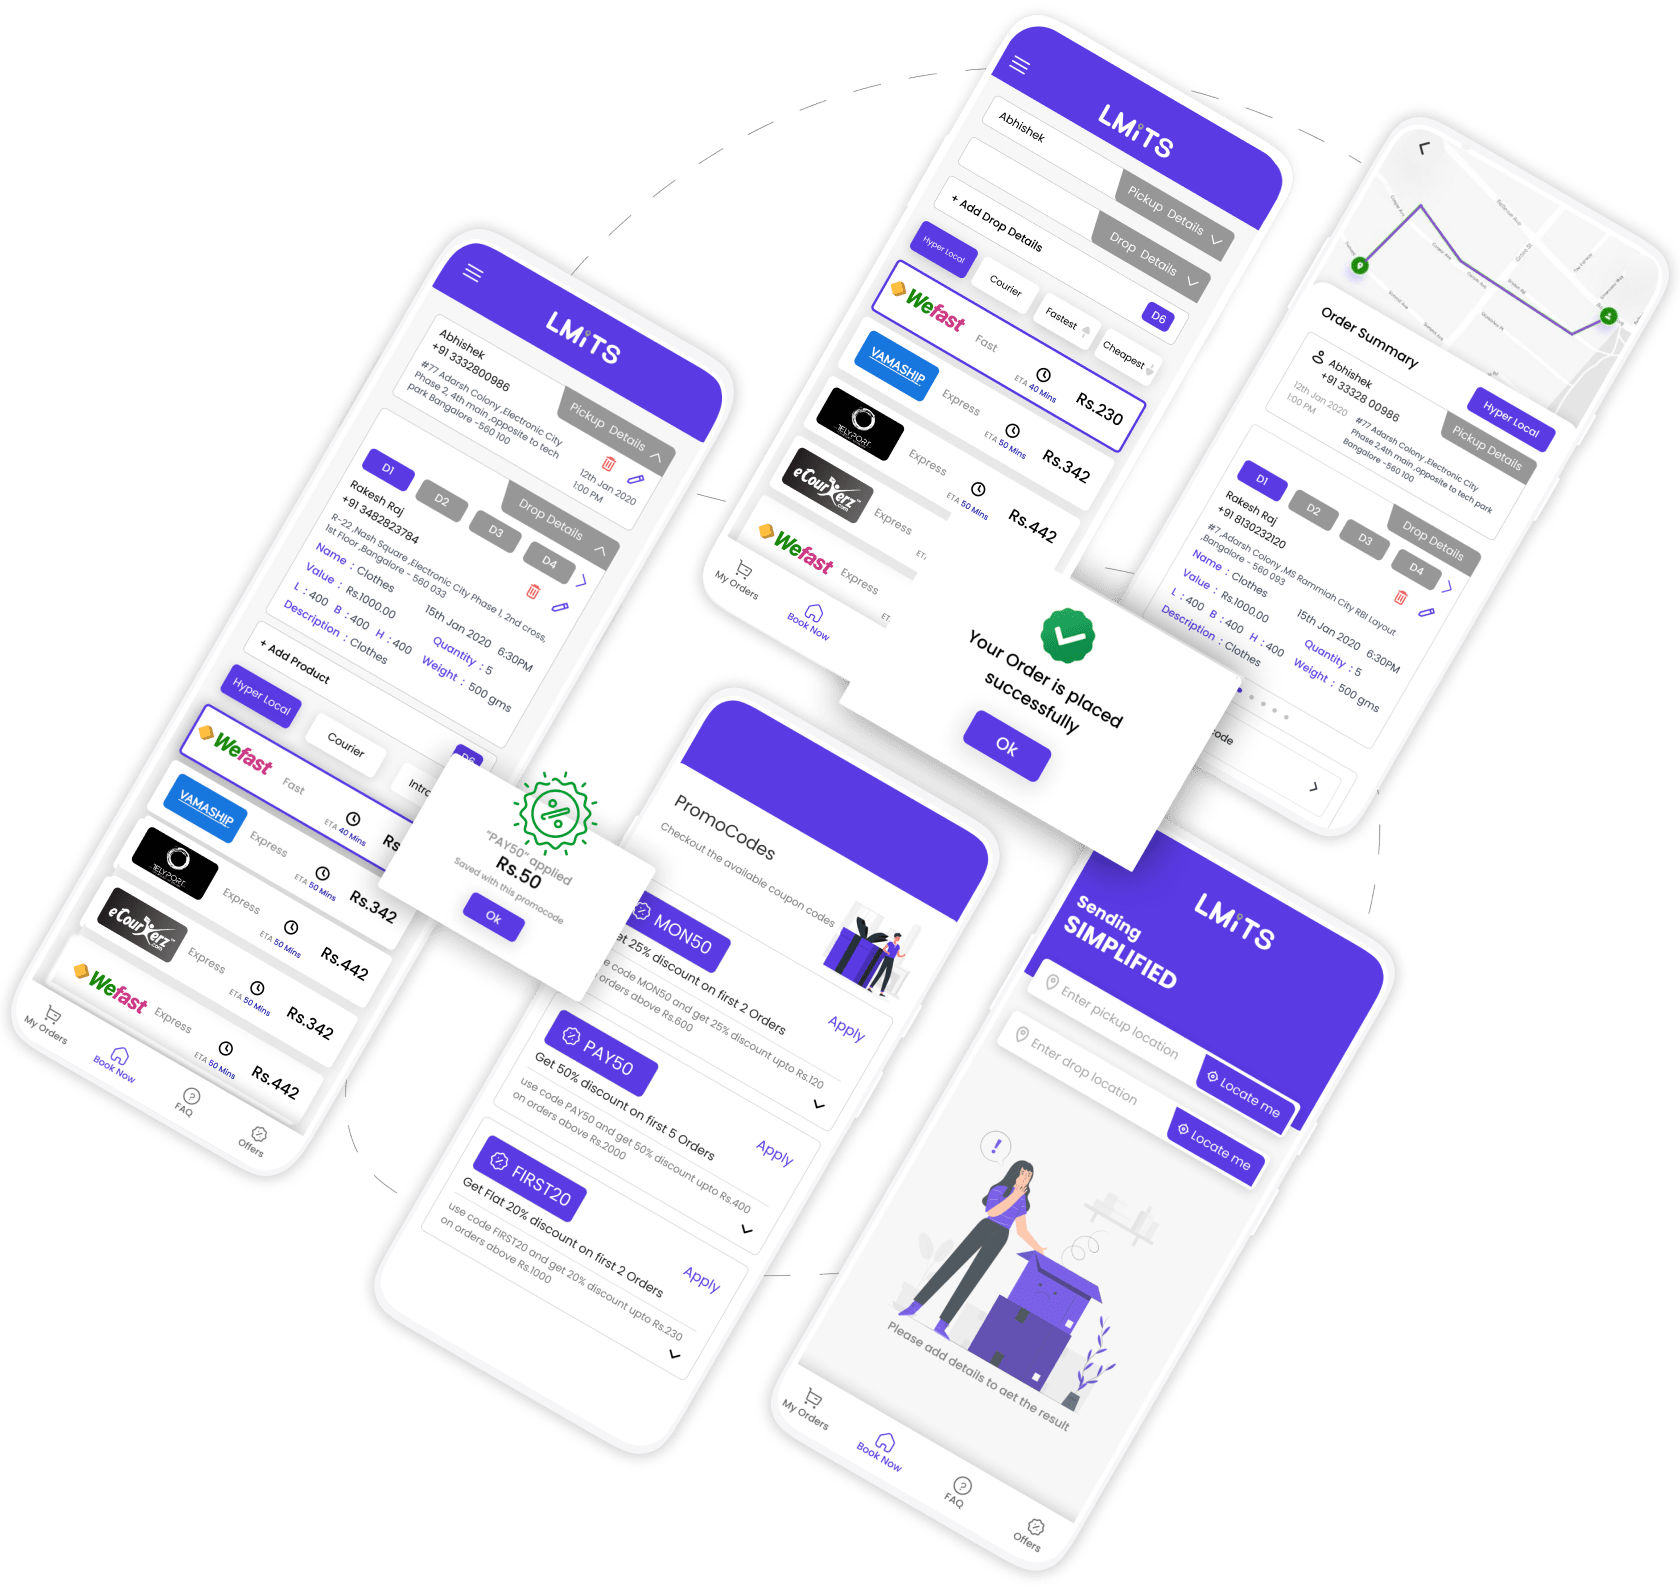 LMiTS
Abhishek
+91 3332800986
#77 Adarsh Colony ,Electronic City
Phase 2, 4th main ,opposite to tech
park Bangalore -560 100
Pickup Details
12th Jan 2020
1:00 PM
D1
D2
D3
D4
Drop Details
Rakesh Raj
+91 3482823784
R-22 ,Nash Square ,Electronic City Phase 1, 2nd cross,
1st Floor ,Bangalore - 560 033
Name : Clothes
Value : Rs.1000.00
15th Jan 2020 6:30PM
L : 400 B : 400 H : 400
Quantity : 5
Description : Clothes
Weight : 500 gms
+ Add Product
Hyper Local
Courier
Wefast
Fast
ETA 40 Mins
VAMASHIP
Express
ETA 50 Mins
Rs.342
TELYPORT
Express
ETA 50 Mins
Rs.442
eCourierz.com
Express
ETA 50 Mins
Rs.342
Wefast
Express
ETA 50 Mins
Rs.442
My Orders
Book Now
FAQ
Offers
"PAY50" applied
Rs.50
Saved with this promocode
Ok
LMiTS
Abhishek
Pickup Details
Drop Details
+ Add Drop Details
D6
Hyper Local
Courier
Fastest
Cheapest
Wefast
Fast
ETA 40 Mins
Rs.230
VAMASHIP
Express
ETA 50 Mins
Rs.342
TELYPORT
Express
ETA 50 Mins
Rs.442
eCourierz.com
Express
Wefast
Express
My Orders
Book Now
Your Order is placed
successfully
Ok
Order Summary
Hyper Local
Abhishek
+91 33328 00986
12th Jan 2020
1:00 PM
#77 Adarsh Colony ,Electronic City
Phase 2,4th main ,opposite to tech park
Bangalore -560 100
Pickup Details
D1
D2
D3
D4
Drop Details
Rakesh Raj
+91 8130232120
#7 ,Adarsh Colony ,MS Rammiah City RBI Layout
,Bangalore - 560 093
Name : Clothes
Value : Rs.1000.00
15th Jan 2020 6:30PM
L : 400 B : 400 H : 400
Quantity : 5
Description : Clothes
Weight : 500 gms
PromoCodes
Checkout the available coupon codes
MON50
et 25% discount on first 2 Orders
e code MON50 and get 25% discount upto Rs.120
orders above Rs.600
Apply
PAY50
Get 50% discount on first 5 Orders
use code PAY50 and get 50% discount upto Rs.400
on orders above Rs.2000
Apply
FIRST20
Get Flat 20% discount on first 2 Orders
use code FIRST20 and get 20% discount upto Rs.230
on orders above Rs.1000
Apply
LMiTS
Sending
SIMPLIFIED
Enter pickup location
Locate me
Enter drop location
Locate me
Please add details to get the result
My Orders
Book Now
FAQ
Offers